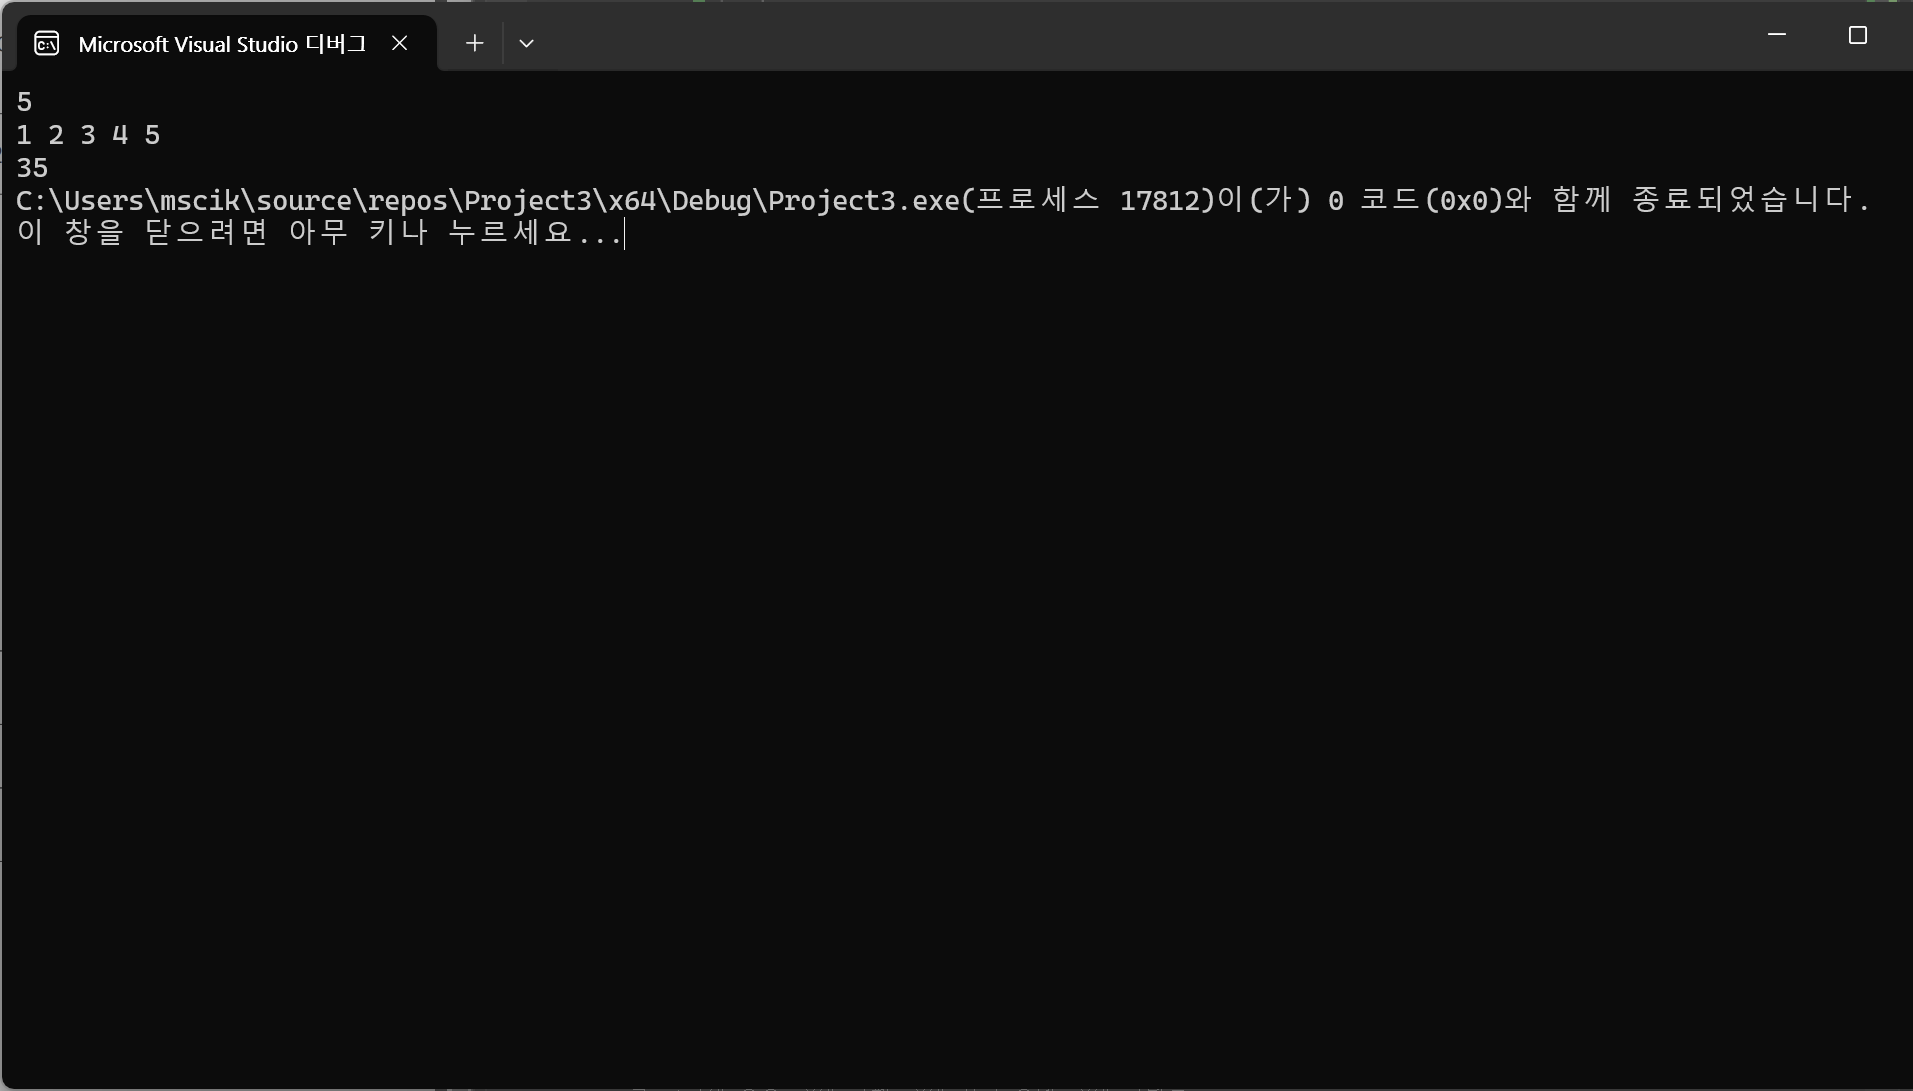 Microsoft Visual Studio 디버그
5
1 2 3 4 5
35
C:\Users\mscik\source\repos\Project3\x64\Debug\Project3.exe(프로세스 17812)이(가) 0 코드(0x0)와 함께 종료되었습니다.
이 창을 닫으려면 아무 키나 누르세요...